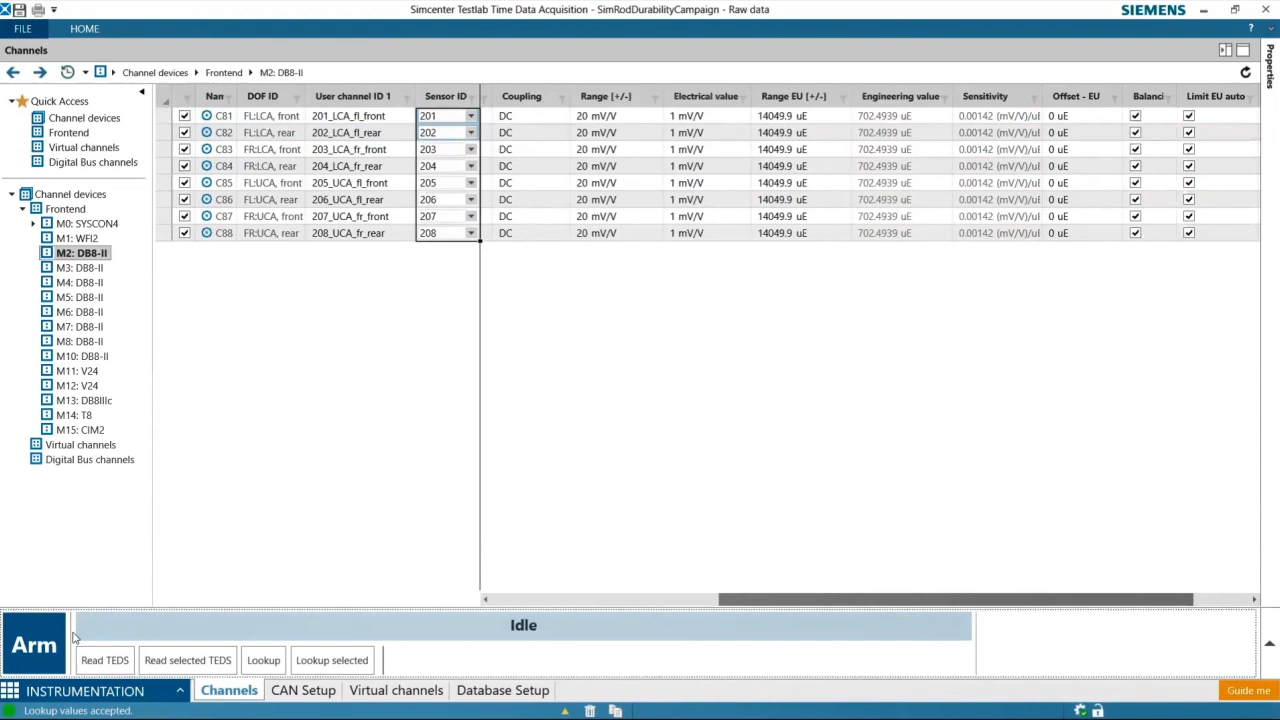 Simcenter Testlab Time Data Acquisition - SimRodDurabilityCampaign - Raw data
SIEMENS
FILE HOME
?
Channels
Channel devices Frontend M2: DB8-II
Properties
Quick Access
Channel devices
Frontend
Virtual channels
Digital Bus channels
Channel devices
Frontend
M0: SYSCON4
M1: WFI2
M2: DB8-II
M3: DB8-II
M4: DB8-II
M5: DB8-II
M6: DB8-II
M7: DB8-II
M8: DB8-II
M10: DB8-II
M11: V24
M12: V24
M13: DB8IIIc
M14: T8
M15: CIM2
Virtual channels
Digital Bus channels
Nam DOF ID User channel ID 1 Sensor ID Coupling Range [+/-] Electrical value Range EU [+/-] Engineering value Sensitivity Offset - EU Balanci Limit EU auto
C81 FL:LCA, front 201_LCA_fl_front 201 DC 20 mV/V 1 mV/V 14049.9 uE 702.4939 uE 0.00142 (mV/V)/uE 0 uE
C82 FL:LCA, rear 202_LCA_fl_rear 202 DC 20 mV/V 1 mV/V 14049.9 uE 702.4939 uE 0.00142 (mV/V)/uE 0 uE
C83 FR:LCA, front 203_LCA_fr_front 203 DC 20 mV/V 1 mV/V 14049.9 uE 702.4939 uE 0.00142 (mV/V)/uE 0 uE
C84 FR:LCA, rear 204_LCA_fr_rear 204 DC 20 mV/V 1 mV/V 14049.9 uE 702.4939 uE 0.00142 (mV/V)/uE 0 uE
C85 FL:UCA, front 205_UCA_fl_front 205 DC 20 mV/V 1 mV/V 14049.9 uE 702.4939 uE 0.00142 (mV/V)/uE 0 uE
C86 FL:UCA, rear 206_UCA_fl_rear 206 DC 20 mV/V 1 mV/V 14049.9 uE 702.4939 uE 0.00142 (mV/V)/uE 0 uE
C87 FR:UCA, front 207_UCA_fr_front 207 DC 20 mV/V 1 mV/V 14049.9 uE 702.4939 uE 0.00142 (mV/V)/uE 0 uE
C88 FR:UCA, rear 208_UCA_fr_rear 208 DC 20 mV/V 1 mV/V 14049.9 uE 702.4939 uE 0.00142 (mV/V)/uE 0 uE
Arm
Idle
Read TEDS Read selected TEDS Lookup Lookup selected
INSTRUMENTATION Channels CAN Setup Virtual channels Database Setup Guide me
Lookup values accepted.